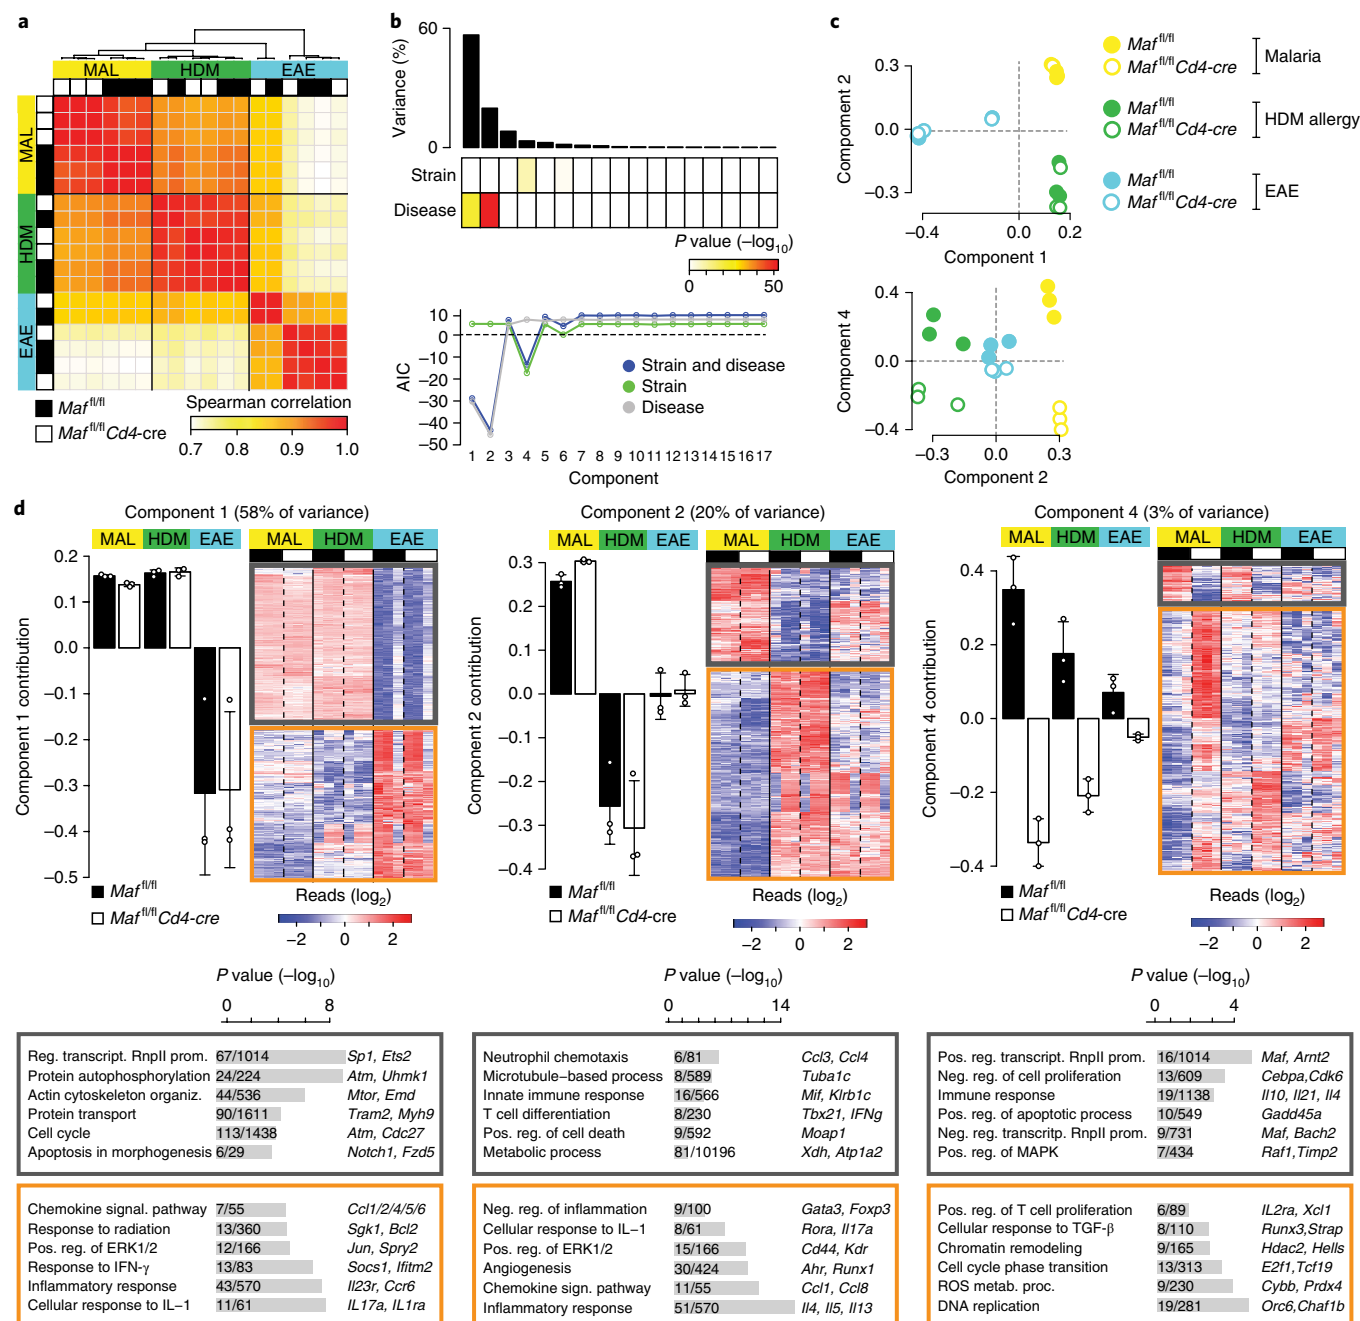 a
MAL HDM EAE
MAL
HDM
EAE
Maf fl/fl
Maf fl/fl Cd4-cre
Spearman correlation
0.7 0.8 0.9 1.0
b
60
0
Variance (%)
Strain
Disease
P value (–log10)
0 50
10
0
–10
–20
–30
–40
–50
AIC
Strain and disease
Strain
Disease
1 2 3 4 5 6 7 8 9 10 11 12 13 14 15 16 17
Component
c
0.3
0.0
–0.3
Compoment 2
–0.4 0.0 0.2
Component 1
Maf fl/fl
Maf fl/fl Cd4-cre
Malaria
Maf fl/fl
Maf fl/fl Cd4-cre
HDM allergy
Maf fl/fl
Maf fl/fl Cd4-cre
EAE
0.4
0.0
–0.4
Component 4
–0.3 0.0 0.3
Component 2
d
Component 1 (58% of variance)
MAL HDM EAE MAL HDM EAE
0.2
0.1
0.0
–0.1
–0.2
–0.3
–0.4
–0.5
Component 1 contribution
Maf fl/fl
Maf fl/fl Cd4-cre
Reads (log2)
–2 0 2
Component 2 (20% of variance)
MAL HDM EAE MAL HDM EAE
0.3
0.2
0.1
0.0
–0.1
–0.2
–0.3
–0.4
Component 2 contribution
Maf fl/fl
Maf fl/fl Cd4-cre
Reads (log2)
–2 0 2
Component 4 (3% of variance)
MAL HDM EAE MAL HDM EAE
0.4
0.2
0.0
–0.2
–0.4
Component 4 contribution
Maf fl/fl
Maf fl/fl Cd4-cre
Reads (log2)
–2 0 2
P value (–log10)
0 8
Reg. transcript. RnpII prom. 67/1014 Sp1, Ets2
Protein autophosphorylation 24/224 Atm, Uhmk1
Actin cytoskeleton organiz. 44/536 Mtor, Emd
Protein transport 90/1611 Tram2, Myh9
Cell cycle 113/1438 Atm, Cdc27
Apoptosis in morphogenesis 6/29 Notch1, Fzd5
Chemokine signal. pathway 7/55 Ccl1/2/4/5/6
Response to radiation 13/360 Sgk1, Bcl2
Pos. reg. of ERK1/2 12/166 Jun, Spry2
Response to IFN-γ 13/83 Socs1, Ifitm2
Inflammatory response 43/570 Il23r, Ccr6
Cellular response to IL–1 11/61 IL17a, IL1ra
P value (–log10)
0 14
Neutrophil chemotaxis 6/81 Ccl3, Ccl4
Microtubule–based process 8/589 Tuba1c
Innate immune response 16/566 Mif, Klrb1c
T cell differentiation 8/230 Tbx21, IFNg
Pos. reg. of cell death 9/592 Moap1
Metabolic process 81/10196 Xdh, Atp1a2
Neg. reg. of inflammation 9/100 Gata3, Foxp3
Cellular response to IL–1 8/61 Rora, Il17a
Pos. reg. of ERK1/2 15/166 Cd44, Kdr
Angiogenesis 30/424 Ahr, Runx1
Chemokine sign. pathway 11/55 Ccl1, Ccl8
Inflammatory response 51/570 Il4, Il5, Il13
P value (–log10)
0 4
Pos. reg. transcript. RnpII prom. 16/1014 Maf, Arnt2
Neg. reg. of cell proliferation 13/609 Cebpa,Cdk6
Immune response 19/1138 Il10, Il21, Il4
Pos. reg. of apoptotic process 10/549 Gadd45a
Neg. reg. transcritp. RnpII prom. 9/731 Maf, Bach2
Pos. reg. of MAPK 7/434 Raf1,Timp2
Pos. reg. of T cell proliferation 6/89 IL2ra, Xcl1
Cellular response to TGF-β 8/110 Runx3,Strap
Chromatin remodeling 9/165 Hdac2, Hells
Cell cycle phase transition 13/313 E2f1,Tcf19
ROS metab. proc. 9/230 Cybb, Prdx4
DNA replication 19/281 Orc6,Chaf1b